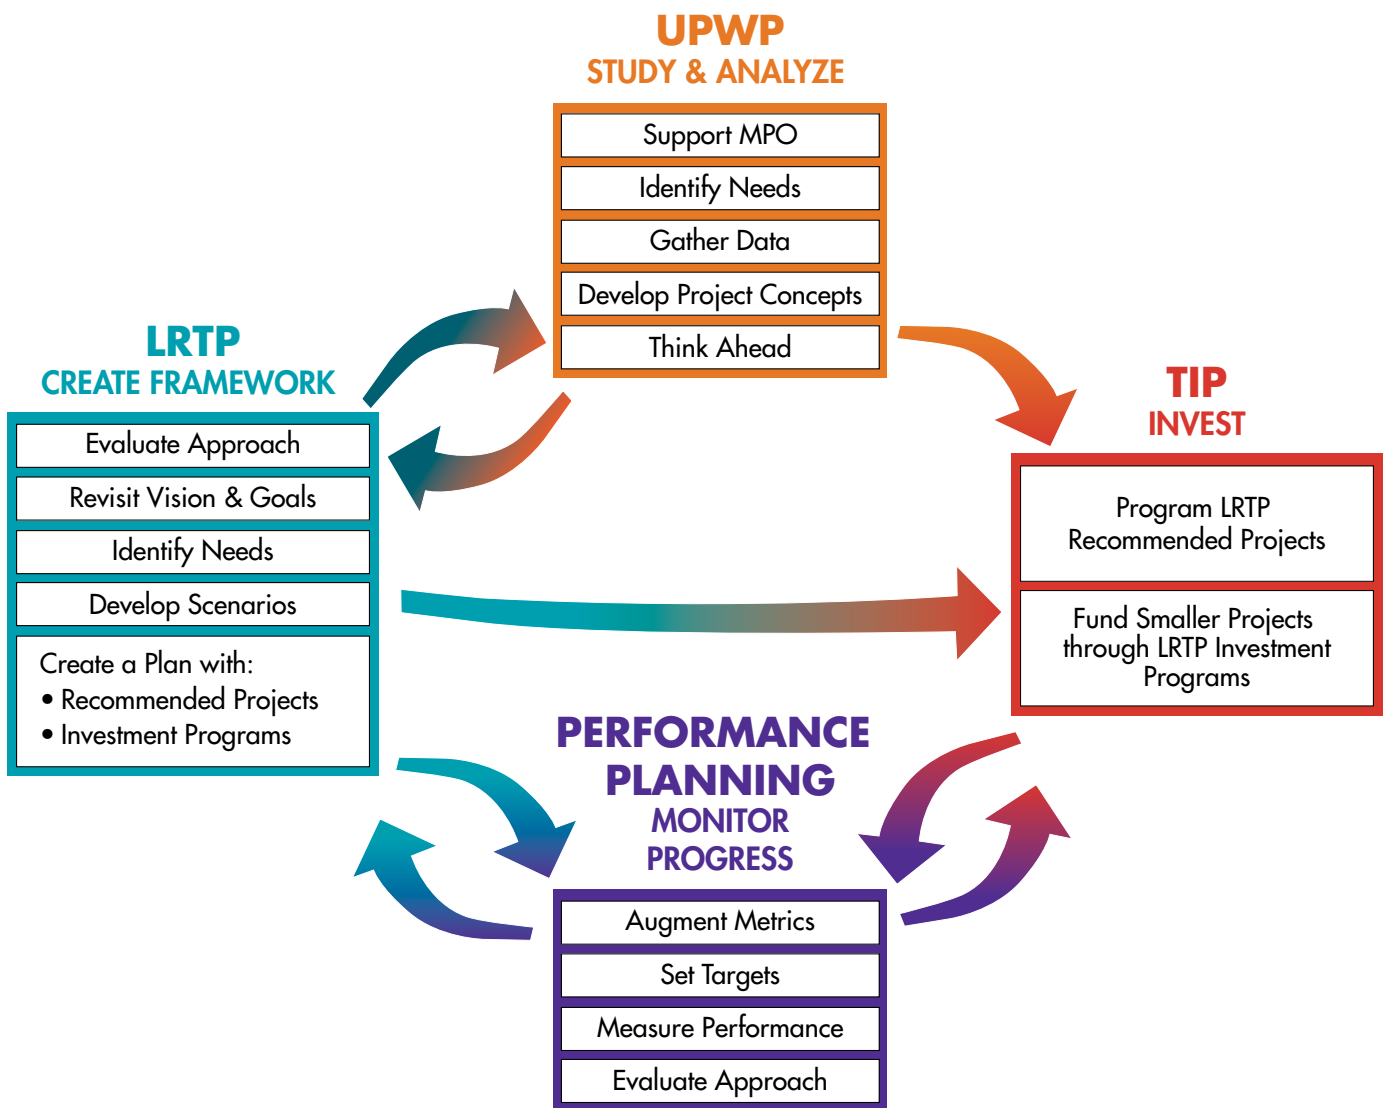 UPWP
STUDY & ANALYZE
Support MPO
Identify Needs
Gather Data
Develop Project Concepts
Think Ahead
LRTP
CREATE FRAMEWORK
Evaluate Approach
Revisit Vision & Goals
Identify Needs
Develop Scenarios
Create a Plan with:
• Recommended Projects
• Investment Programs
TIP
INVEST
Program LRTP
Recommended Projects
Fund Smaller Projects
through LRTP Investment
Programs
PERFORMANCE
PLANNING
MONITOR
PROGRESS
Augment Metrics
Set Targets
Measure Performance
Evaluate Approach